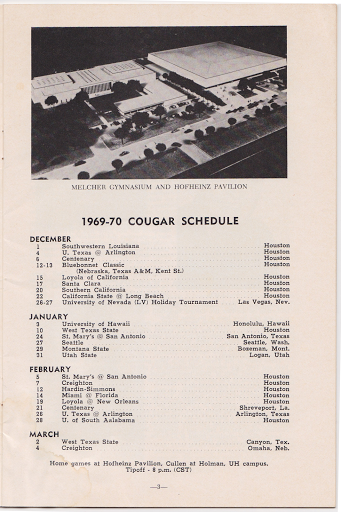 MELCHER GYMNASIUM AND HOFHEINZ PAVILION
1969-70 COUGAR SCHEDULE
DECEMBER
1 Southwestern Louisiana Houston
4 U. Texas @ Arlington Houston
6 Centenary Houston
12-13 Bluebonnet Classic Houston
(Nebraska, Texas A&M, Kent St.)
15 Loyola of California Houston
17 Santa Clara Houston
20 Southern California Houston
22 California State @ Long Beach Houston
26-27 University of Nevada (LV) Holiday Tournament Las Vegas, Nev.
JANUARY
3 University of Hawaii Honolulu, Hawaii
10 West Texas State Houston
St. Mary's @ San Antonio San Antonio, Texas
27 Seattle Seattle, Wash.
29 Montana State Bozeman, Mont.
31 Utah State Logan, Utah
FEBRUARY
5 St. Mary's @ San Antonio Houston
7 Creighton Houston
12 Hardin-Simmons Houston
14 Miami @ Florida Houston
19 Loyola @ New Orleans Houston
21 Centenary Shreveport, La.
26 U. Texas @ Arlington Arlington, Texas
28 U. of South Aalabama Houston
MARCH
2 West Texas State Canyon, Tex.
4 Creighton Omaha, Neb.
Home games at Hofheinz Pavilion, Cullen at Holman, UH campus.
Tipoff - 8 p.m. (CST)
—3—